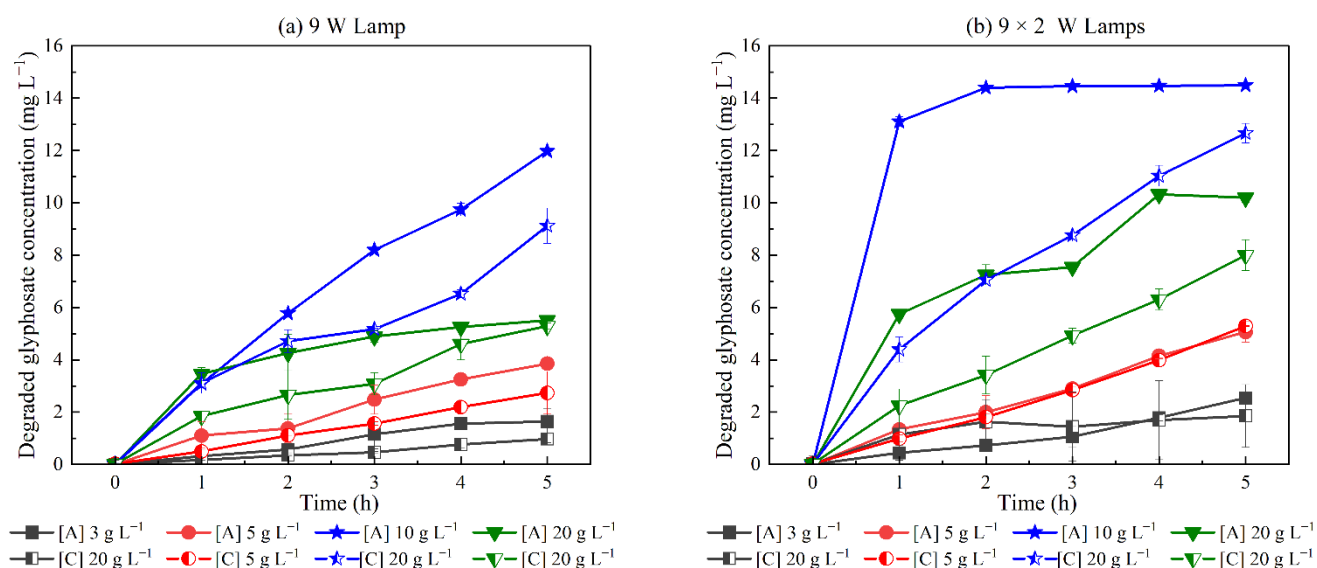 (a) 9 W Lamp
16
14
12
10
8
6
4
2
0
Degraded glyphosate concentration (mg L⁻¹)
0 1 2 3 4 5
Time (h)
[A] 3 g L⁻¹ [A] 5 g L⁻¹ [A] 10 g L⁻¹ [A] 20 g L⁻¹
[C] 20 g L⁻¹ [C] 5 g L⁻¹ [C] 20 g L⁻¹ [C] 20 g L⁻¹
(b) 9 × 2 W Lamps
16
14
12
10
8
6
4
2
0
Degraded glyphosate concentration (mg L⁻¹)
0 1 2 3 4 5
Time (h)
[A] 3 g L⁻¹ [A] 5 g L⁻¹ [A] 10 g L⁻¹ [A] 20 g L⁻¹
[C] 20 g L⁻¹ [C] 5 g L⁻¹ [C] 20 g L⁻¹ [C] 20 g L⁻¹